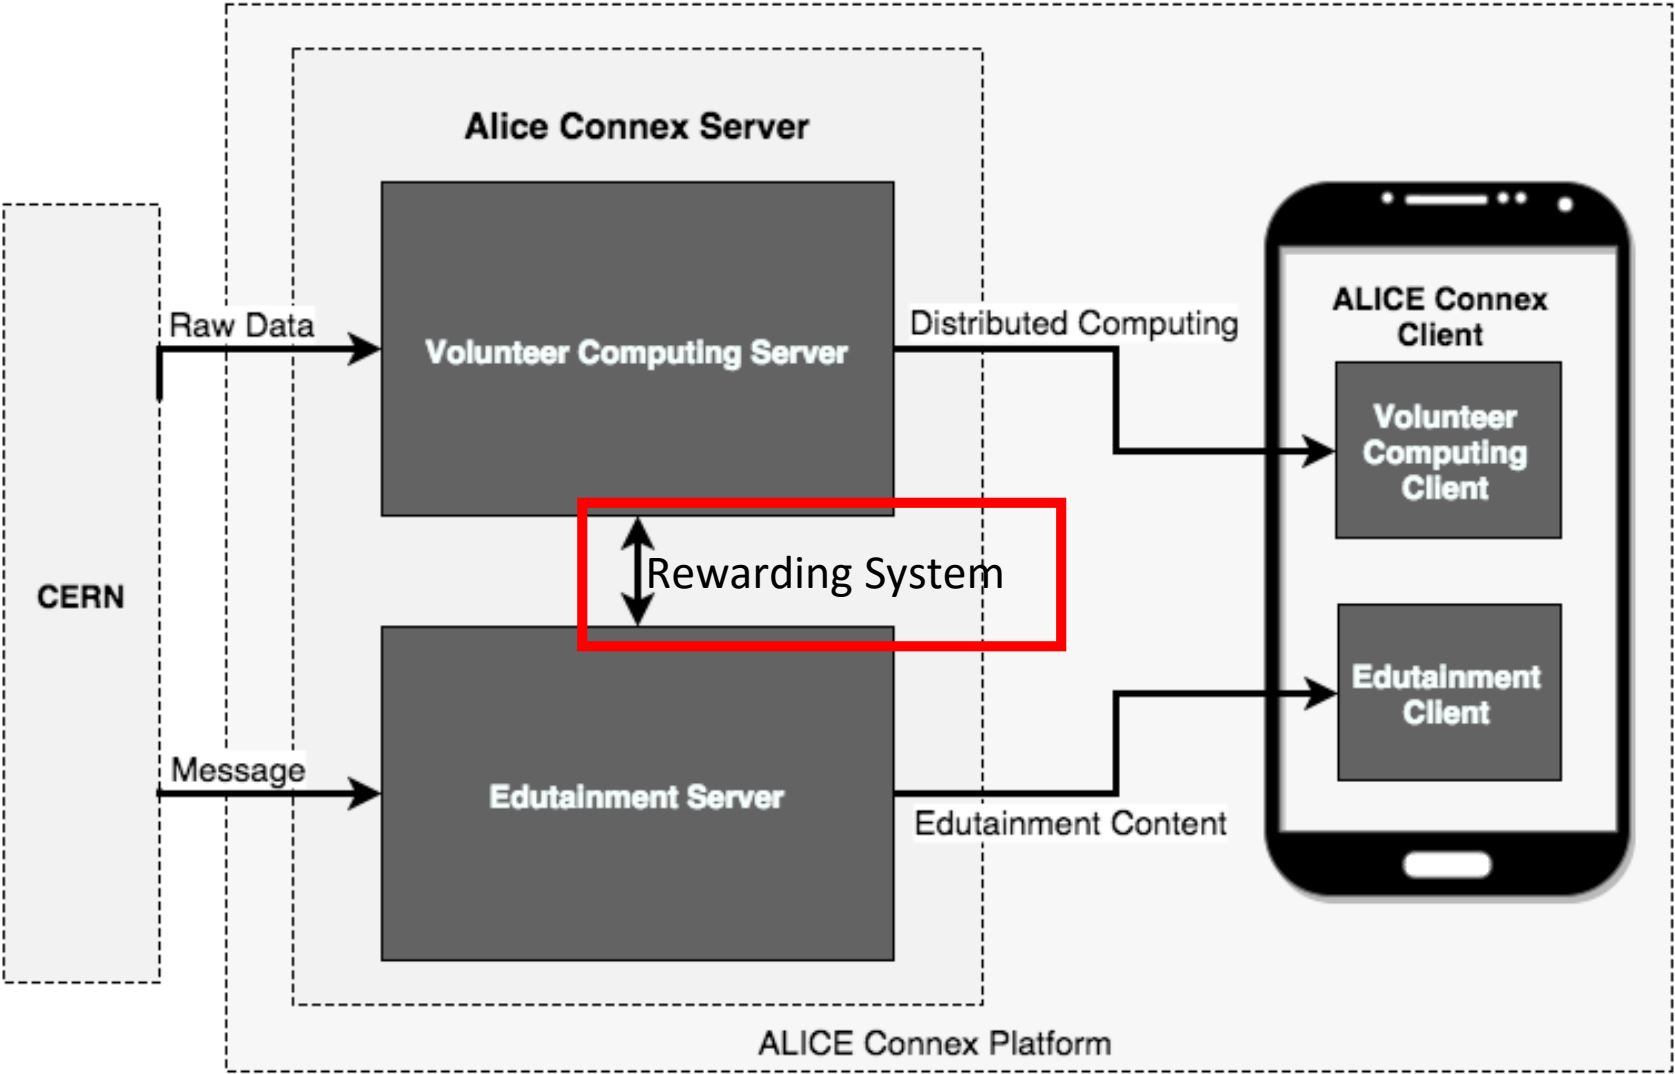 Alice Connex Server
Raw Data
Volunteer Computing Server
Distributed Computing
ALICE Connex
Client
Volunteer
Computing
Client
Rewarding System
CERN
Message
Edutainment Server
Edutainment Content
Edutainment
Client
ALICE Connex Platform